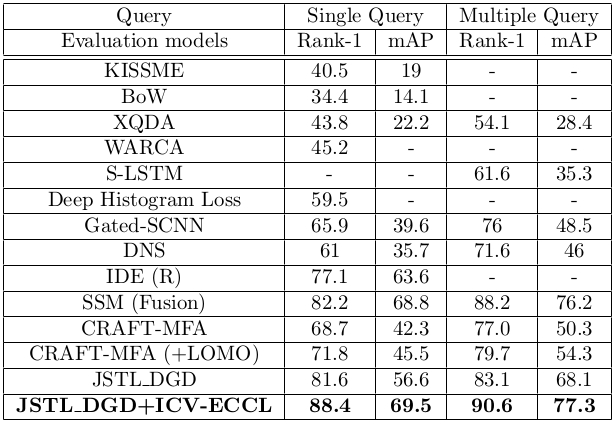 Query Single Query Multiple Query
Evaluation models Rank-1 mAP Rank-1 mAP
KISSME 40.5 19 - -
BoW 34.4 14.1 - -
XQDA 43.8 22.2 54.1 28.4
WARCA 45.2 - - -
S-LSTM - - 61.6 35.3
Deep Histogram Loss 59.5 - - -
Gated-SCNN 65.9 39.6 76 48.5
DNS 61 35.7 71.6 46
IDE (R) 77.1 63.6 - -
SSM (Fusion) 82.2 68.8 88.2 76.2
CRAFT-MFA 68.7 42.3 77.0 50.3
CRAFT-MFA (+LOMO) 71.8 45.5 79.7 54.3
JSTL_DGD 81.6 56.6 83.1 68.1
JSTL_DGD+ICV-ECCL 88.4 69.5 90.6 77.3